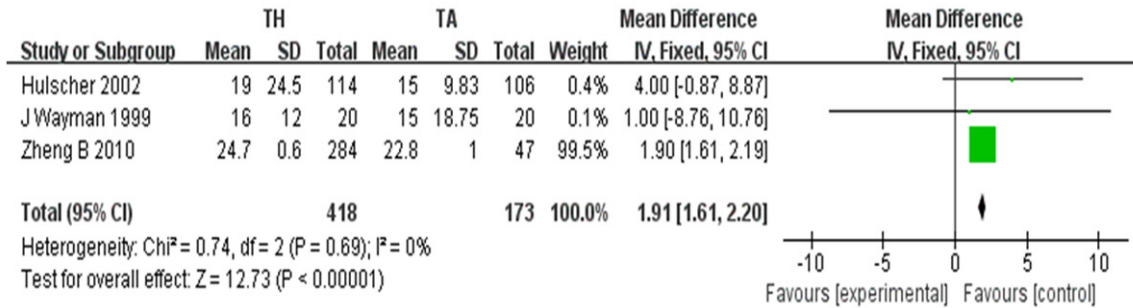 TH TA Mean Difference Mean Difference
Study or Subgroup Mean SD Total Mean SD Total Weight IV, Fixed, 95% CI IV, Fixed, 95% CI
Hulscher 2002 19 24.5 114 15 9.83 106 0.4% 4.00 [-0.87, 8.87]
J Wayman 1999 16 12 20 15 18.75 20 0.1% 1.00 [-8.76, 10.76]
Zheng B 2010 24.7 0.6 284 22.8 1 47 99.5% 1.90 [1.61, 2.19]
Total (95% CI) 418 173 100.0% 1.91 [1.61, 2.20]
Heterogeneity: Chi² = 0.74, df = 2 (P = 0.69); I² = 0%
Test for overall effect: Z = 12.73 (P < 0.00001)
-10 -5 0 5 10
Favours [experimental] Favours [control]